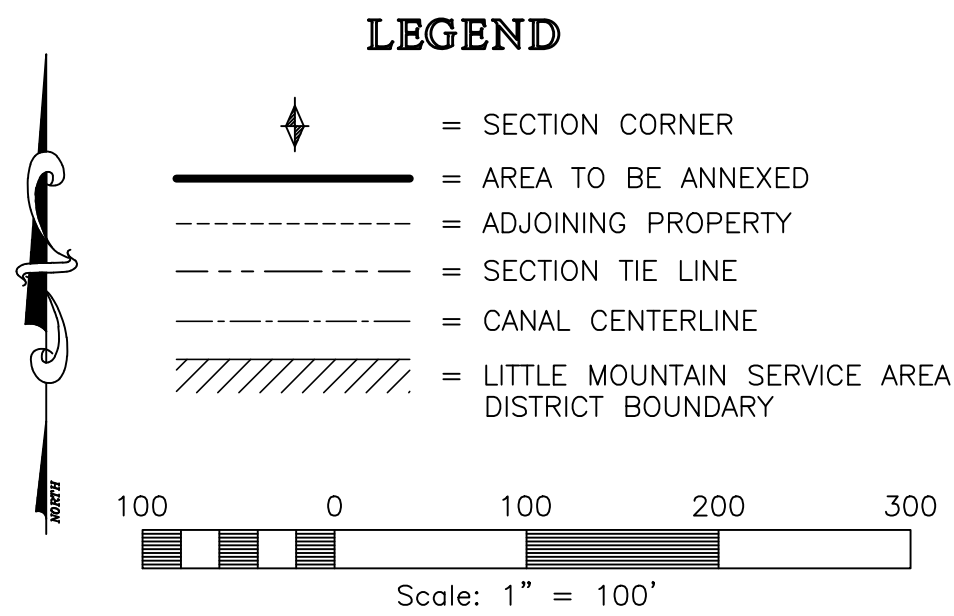 LEGEND
= SECTION CORNER
= AREA TO BE ANNEXED
= ADJOINING PROPERTY
= SECTION TIE LINE
= CANAL CENTERLINE
= LITTLE MOUNTAIN SERVICE AREA
DISTRICT BOUNDARY
NORTH
100 0 100 200 300
Scale: 1" = 100'